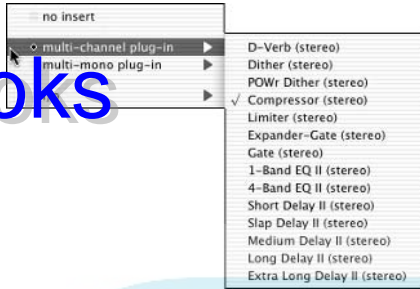 no insert
multi-channel plug-in
multi-mono plug-in
oks
D-Verb (stereo)
Dither (stereo)
POWr Dither (stereo)
✓ Compressor (stereo)
Limiter (stereo)
Expander-Gate (stereo)
Gate (stereo)
1-Band EQ II (stereo)
4-Band EQ II (stereo)
Short Delay II (stereo)
Slap Delay II (stereo)
Medium Delay II (stereo)
Long Delay II (stereo)
Extra Long Delay II (stereo)